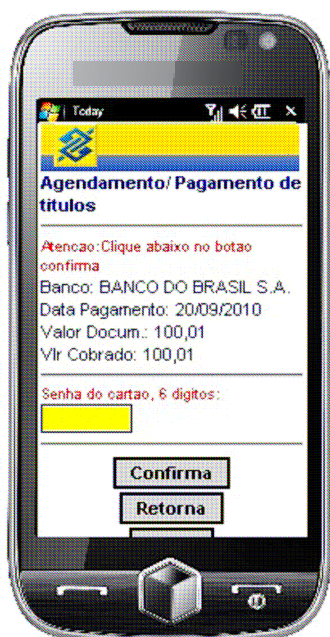 Today
Agendamento/ Pagamento de
titulos
Atencao:Clique abaixo no botao
confirma
Banco: BANCO DO BRASIL S.A.
Data Pagamento: 20/09/2010
Valor Docum.: 100,01
Vlr Cobrado: 100,01
Senha do cartao, 6 digitos:
Confirma
Retorna